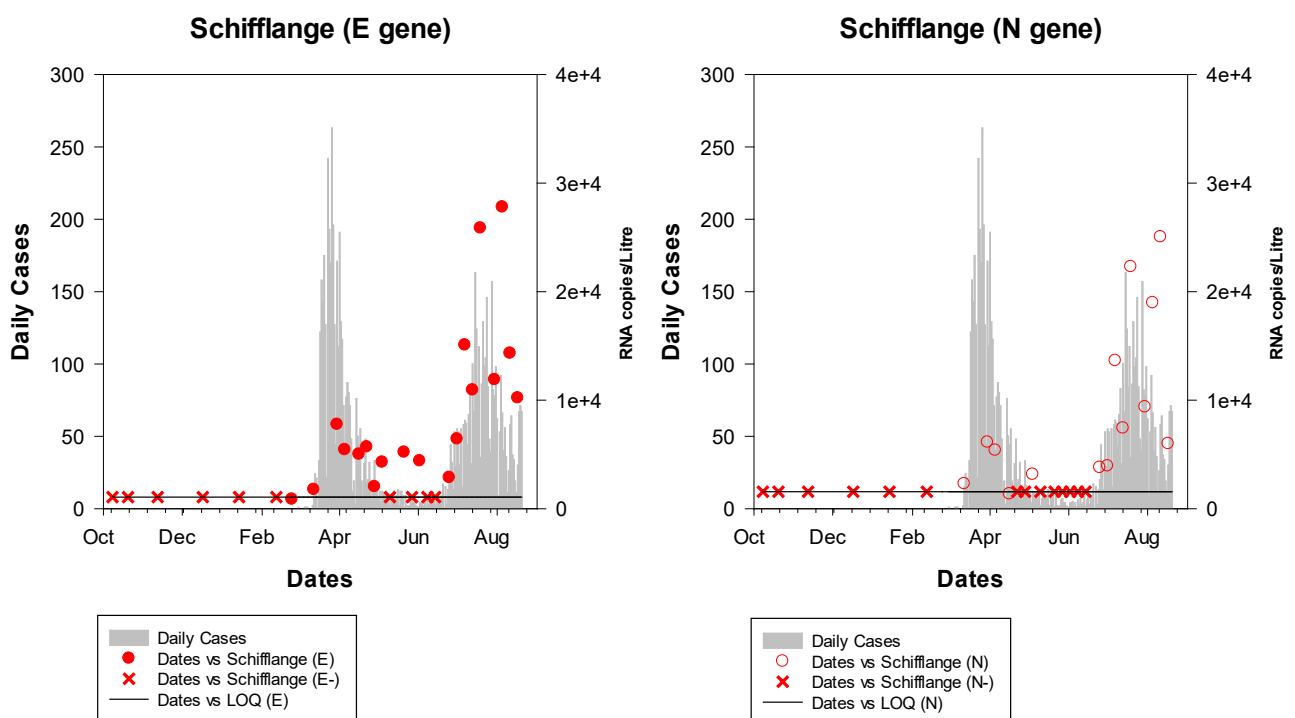 Schifflange (E gene)
300
250
200
150
100
50
0
Daily Cases
4e+4
3e+4
2e+4
1e+4
0
RNA copies/Litre
Oct Dec Feb Apr Jun Aug
Dates
Daily Cases
Dates vs Schifflange (E)
Dates vs Schifflange (E-)
Dates vs LOQ (E)
Schifflange (N gene)
300
250
200
150
100
50
0
Daily Cases
4e+4
3e+4
2e+4
1e+4
0
RNA copies/Litre
Oct Dec Feb Apr Jun Aug
Dates
Daily Cases
Dates vs Schifflange (N)
Dates vs Schifflange (N-)
Dates vs LOQ (N)